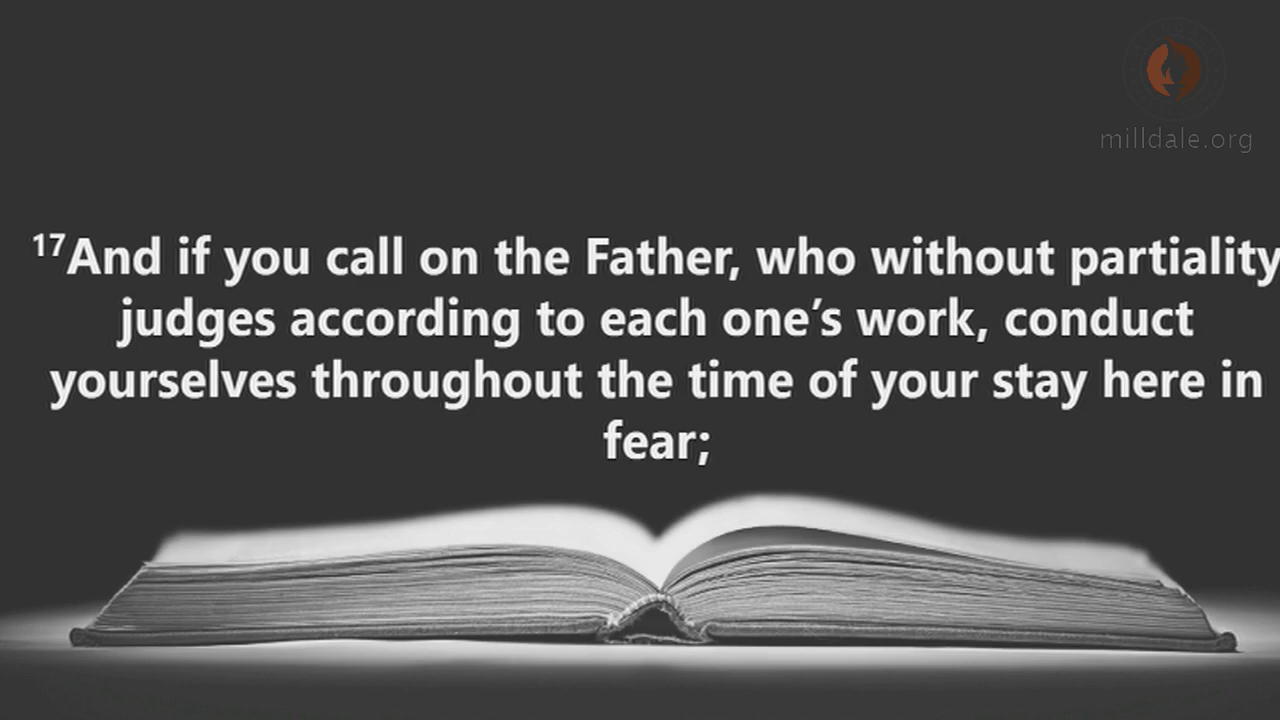 milldale.org
¹⁷And if you call on the Father, who without partiality
judges according to each one’s work, conduct
yourselves throughout the time of your stay here in
fear;